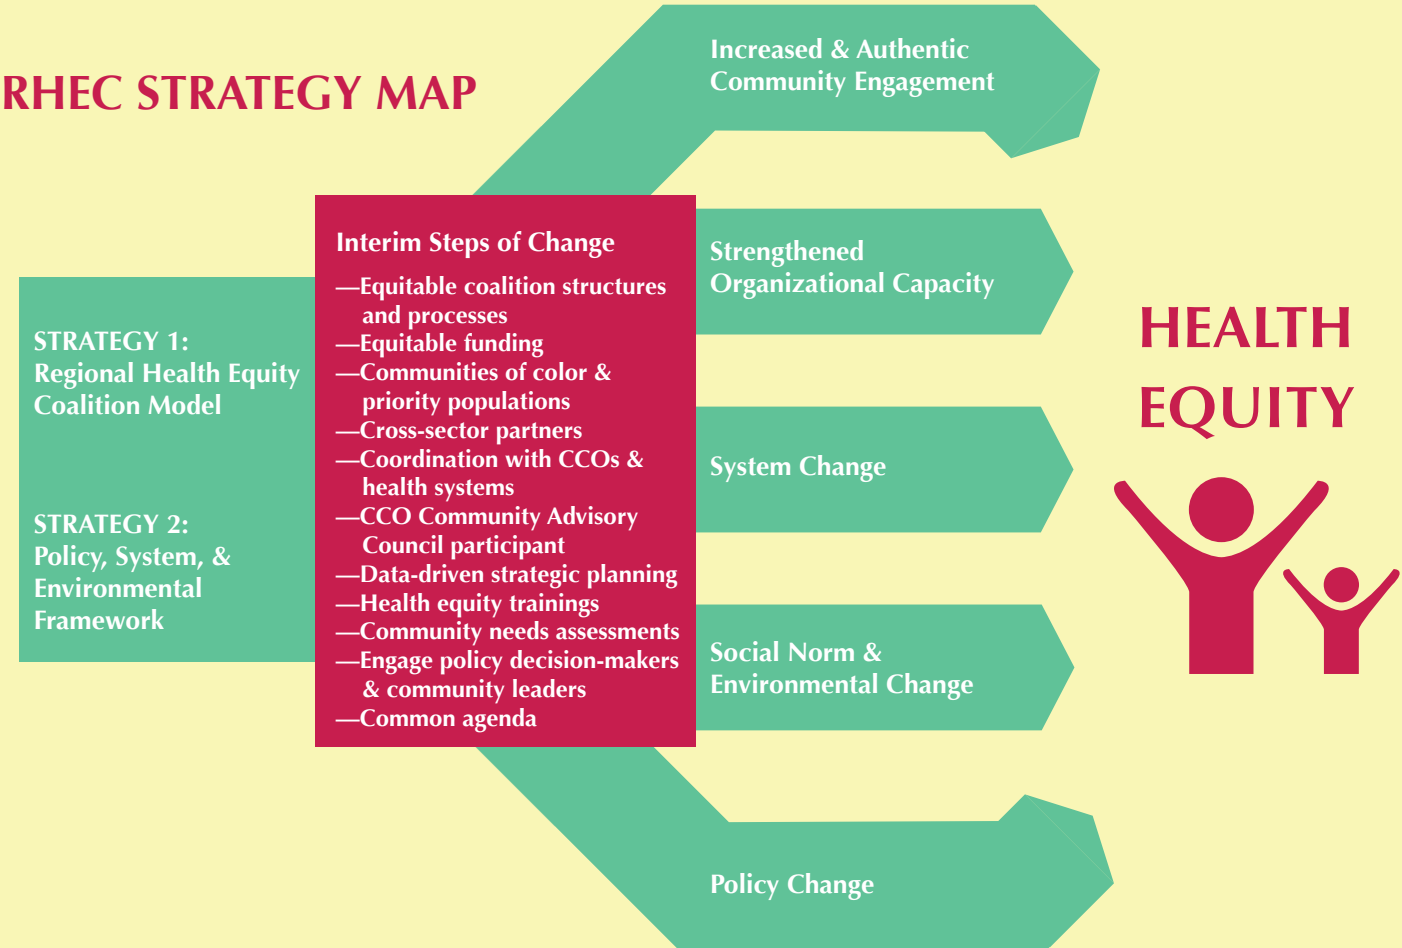 RHEC STRATEGY MAP
STRATEGY 1:
Regional Health Equity
Coalition Model
STRATEGY 2:
Policy, System, &
Environmental
Framework
Interim Steps of Change
—Equitable coalition structures
and processes
—Equitable funding
—Communities of color &
priority populations
—Cross-sector partners
—Coordination with CCOs &
health systems
—CCO Community Advisory
Council participant
—Data-driven strategic planning
—Health equity trainings
—Community needs assessments
—Engage policy decision-makers
& community leaders
—Common agenda
Increased & Authentic
Community Engagement
Strengthened
Organizational Capacity
System Change
Social Norm &
Environmental Change
Policy Change
HEALTH
EQUITY